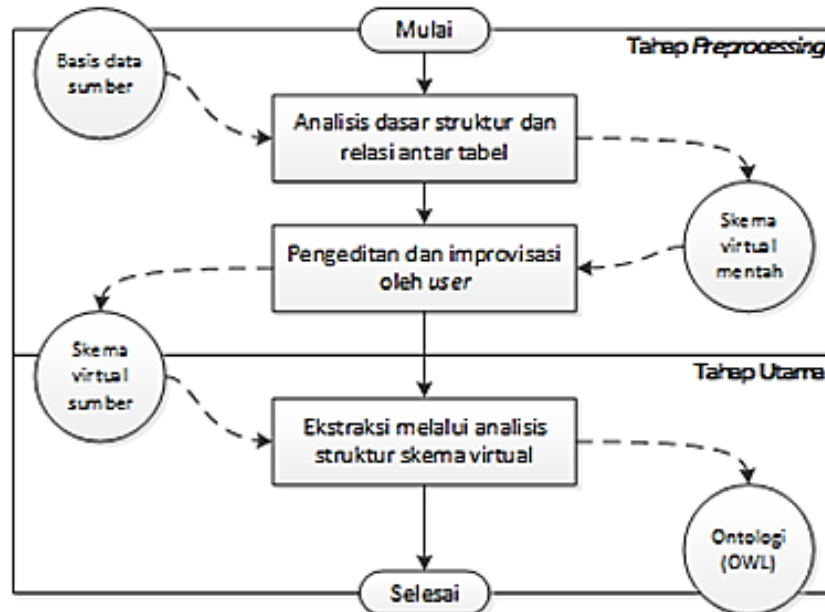 Mulai
Tahap Preprocessing
Basis data
sumber
Analisis dasar struktur dan
relasi antar tabel
Skema
virtual
mentah
Pengeditan dan improvisasi
oleh user
Skema
virtual
sumber
Tahap Utama
Ekstraksi melalui analisis
struktur skema virtual
Ontologi
(OWL)
Selesai